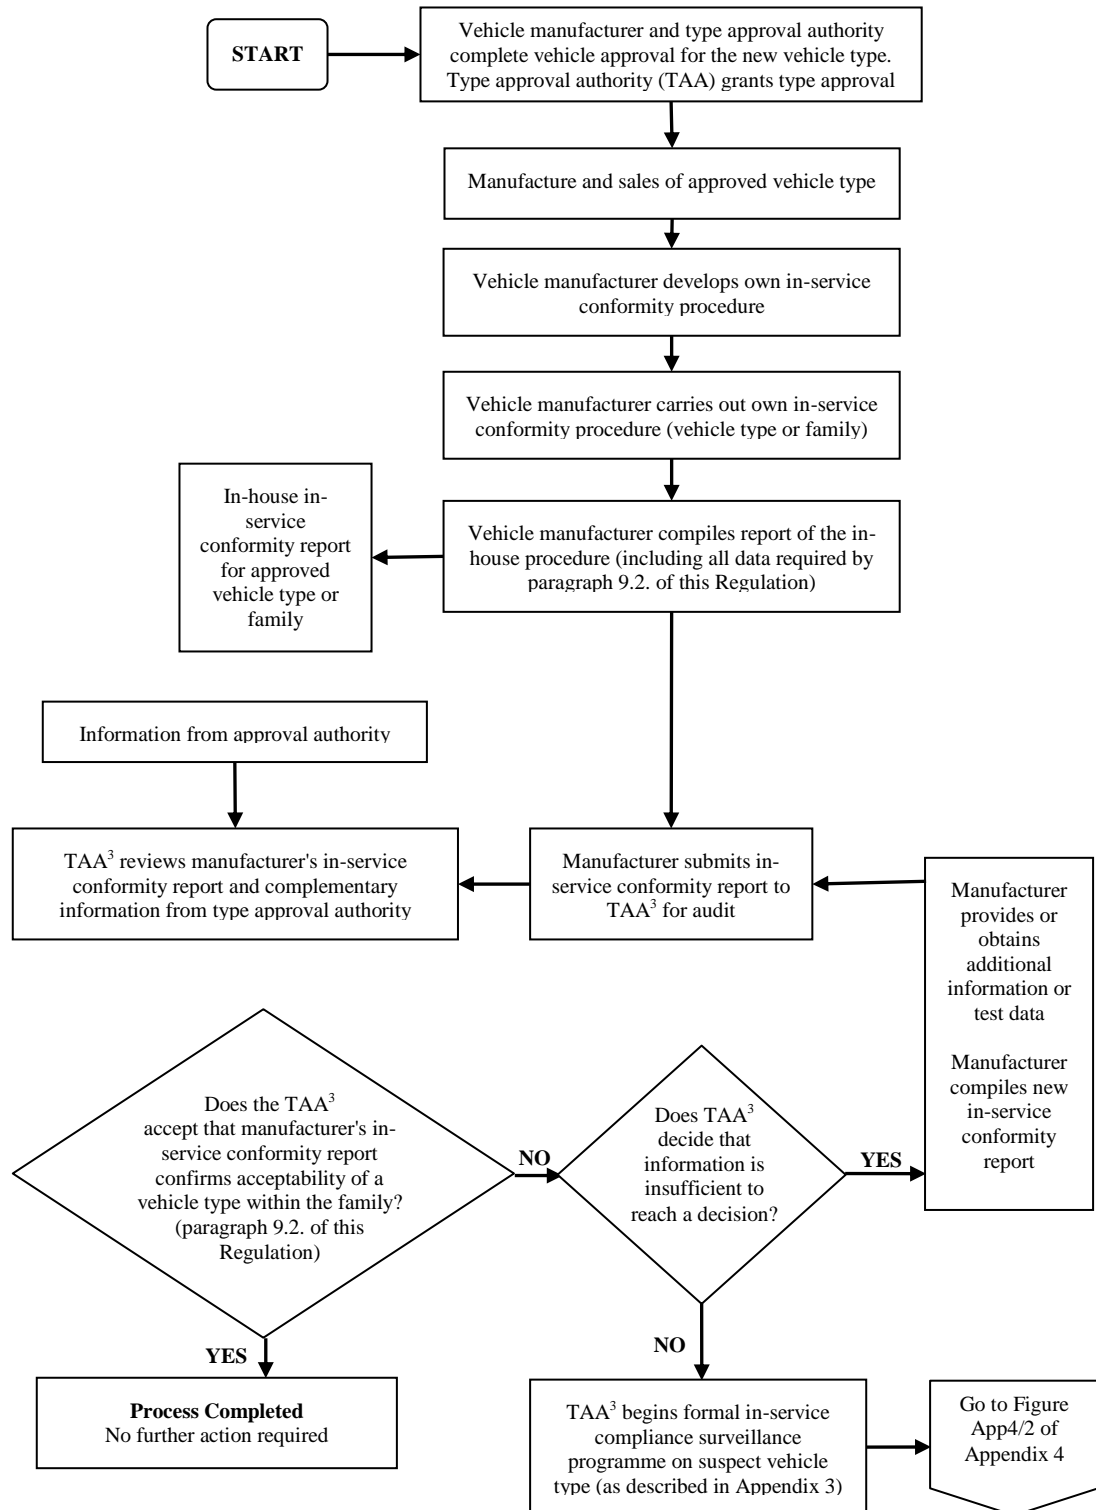 START
Vehicle manufacturer and type approval authority
complete vehicle approval for the new vehicle type.
Type approval authority (TAA) grants type approval
Manufacture and sales of approved vehicle type
Vehicle manufacturer develops own in-service
conformity procedure
Vehicle manufacturer carries out own in-service
conformity procedure (vehicle type or family)
In-house in-
service
conformity report
for approved
vehicle type or
family
Vehicle manufacturer compiles report of the in-
house procedure (including all data required by
paragraph 9.2. of this Regulation)
Information from approval authority
TAA³ reviews manufacturer's in-service
conformity report and complementary
information from type approval authority
Manufacturer submits in-
service conformity report to
TAA³ for audit
Manufacturer
provides or
obtains
additional
information or
test data
Manufacturer
compiles new
in-service
conformity
report
Does the TAA³
accept that manufacturer's in-
service conformity report
confirms acceptability of a
vehicle type within the family?
(paragraph 9.2. of this
Regulation)
NO
Does TAA³
decide that
information is
insufficient to
reach a decision?
YES
YES
NO
Process Completed
No further action required
TAA³ begins formal in-service
compliance surveillance
programme on suspect vehicle
type (as described in Appendix 3)
Go to Figure
App4/2 of
Appendix 4